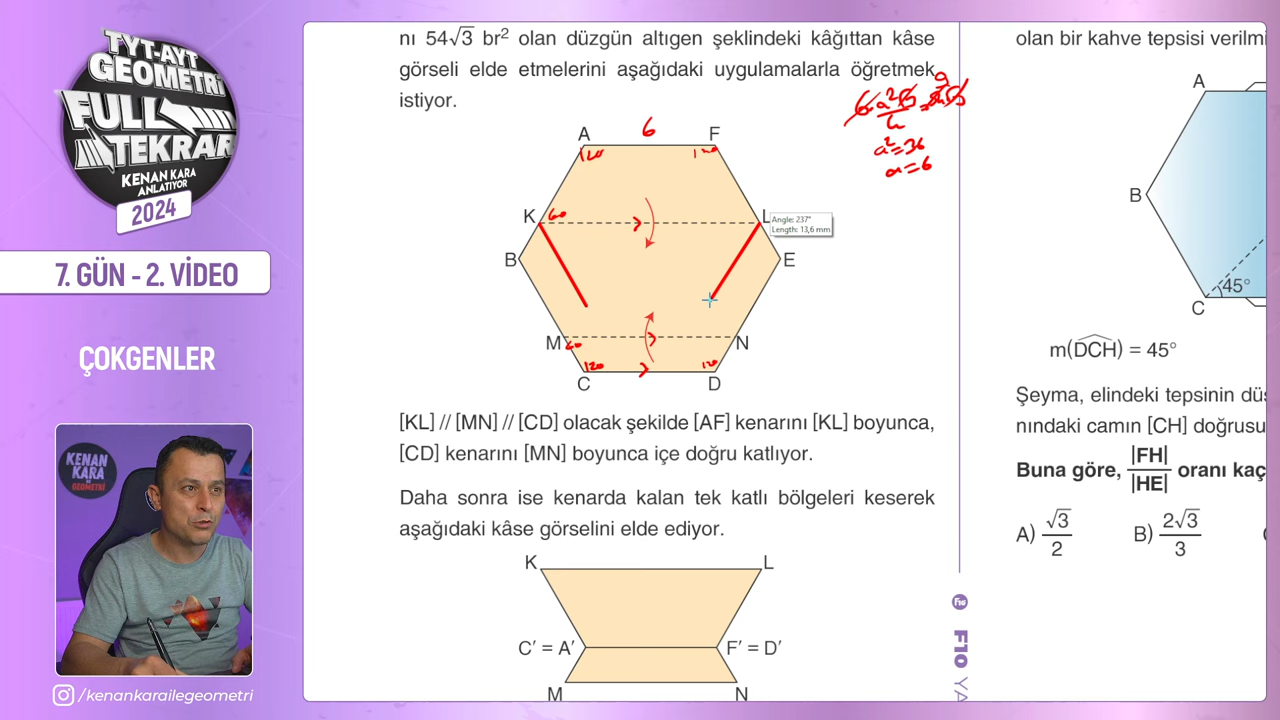 TYT-AYT
GEOMETRİ
FULL
TEKRAR
KENAN KARA
ANLATIYOR
2024
7. GÜN - 2. VİDEO
ÇOKGENLER
KENAN
KARA
GEOMETRİ
/kenankarailegeometri
nı 54√3 br² olan düzgün altıgen şeklindeki kâğıttan kâse
görseli elde etmelerini aşağıdaki uygulamalarla öğretmek
istiyor.
a²=36
a=6
A 6 F
120 120
K 60 L
Angle: 237°
Length: 13,6 mm
B E
M 60 N
120 120
C D
[KL] // [MN] // [CD] olacak şekilde [AF] kenarını [KL] boyunca,
[CD] kenarını [MN] boyunca içe doğru katlıyor.
Daha sonra ise kenarda kalan tek katlı bölgeleri keserek
aşağıdaki kâse görselini elde ediyor.
K L
C′ = A′ F′ = D′
M N
F10
F10 YA
olan bir kahve tepsisi verilmi
A
B
45°
C
m(DCH) = 45°
Şeyma, elindeki tepsinin düş
nındaki camın [CH] doğrusu
Buna göre, |FH| / |HE| oranı kaç
A) √3/2 B) 2√3/3